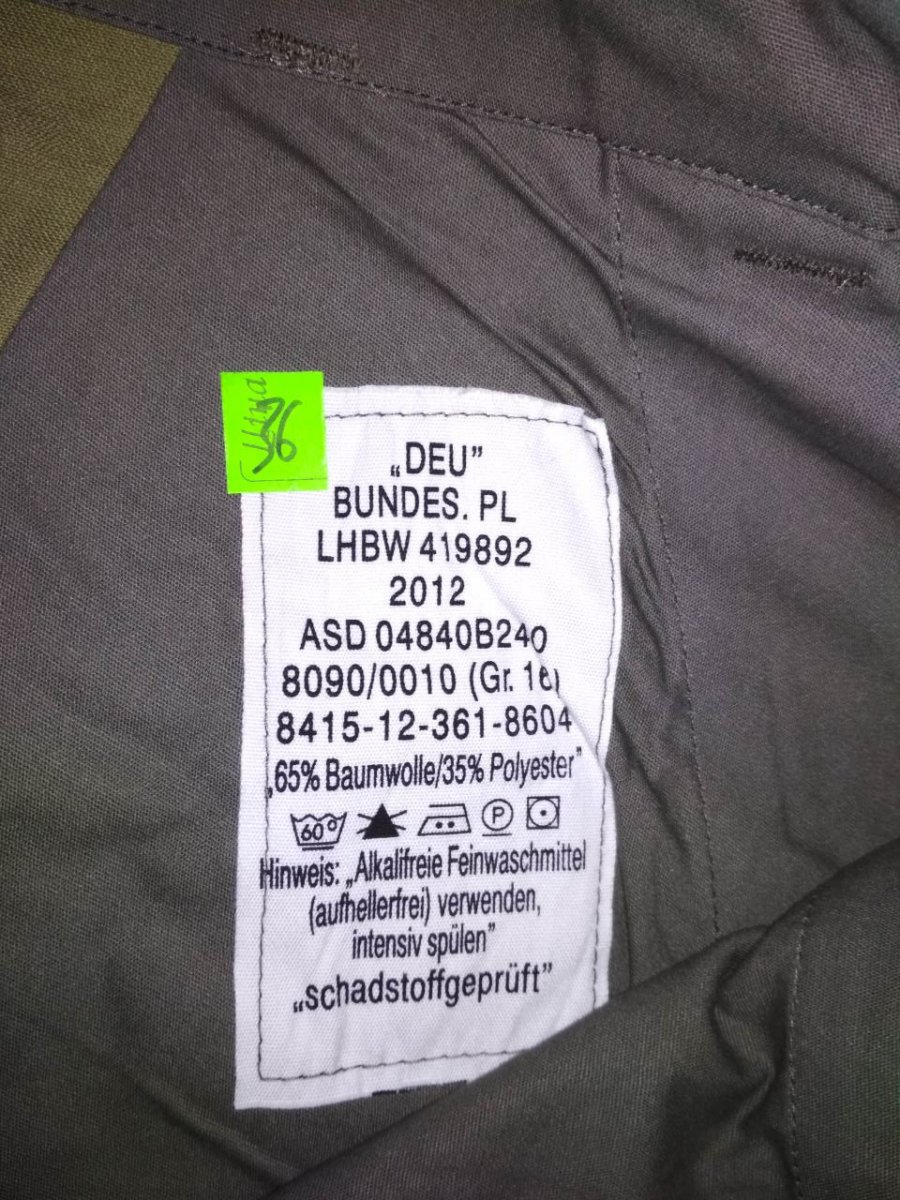 36
„DEU”
BUNDES. PL
LHBW 419892
2012
ASD 04840B240
8090/0010 (Gr. 16)
8415-12-361-8604
„65% Baumwolle/35% Polyester”
60° P
Hinweis: „Alkalifreie Feinwaschmittel
(aufhellerfrei) verwenden,
intensiv spülen”
„schadstoffgeprüft”